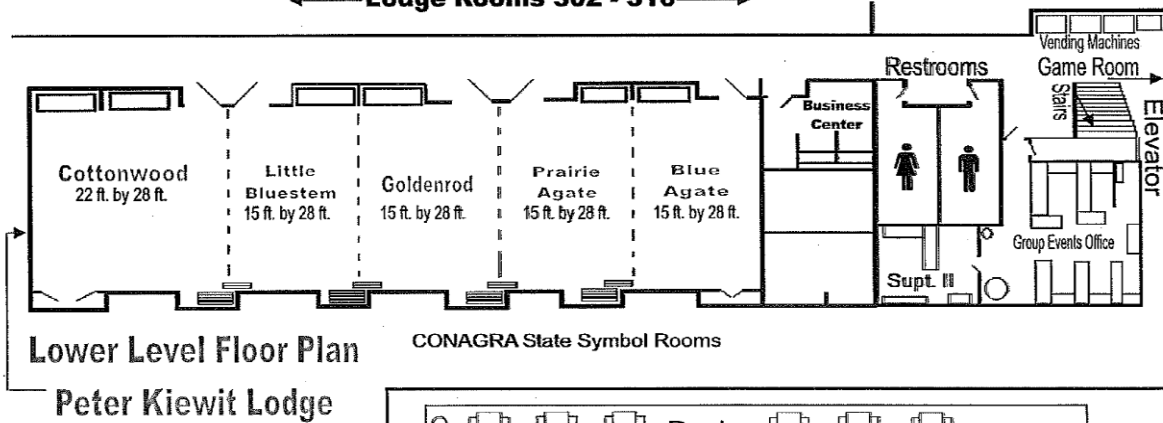 Lodge Rooms 302 - 316
Vending Machines
Restrooms
Game Room
Stairs
Elevator
Business
Center
Cottonwood
22 ft. by 28 ft.
Little
Bluestem
15 ft. by 28 ft.
Goldenrod
15 ft. by 28 ft.
Prairie
Agate
15 ft. by 28 ft.
Blue
Agate
15 ft. by 28 ft.
Group Events Office
Supt. II
Lower Level Floor Plan
CONAGRA State Symbol Rooms
Peter Kiewit Lodge